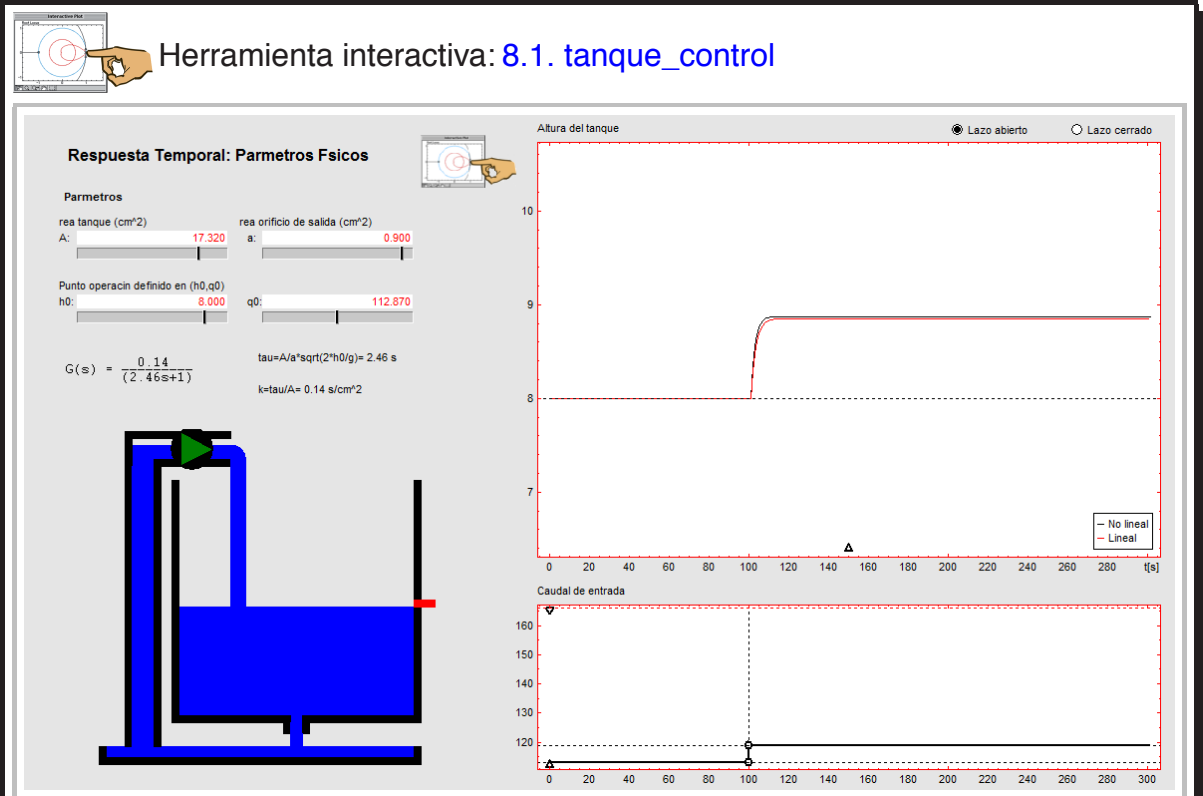 Herramienta interactiva: 8.1. tanque_control
Respuesta Temporal: Parmetros Fsicos
Parmetros
rea tanque (cm^2) rea orificio de salida (cm^2)
A: 17.320 a: 0.900
Punto operacin definido en (h0,q0)
h0: 8.000 q0: 112.870
G(s) = 0.14
(2.46s+1)
tau=A/a*sqrt(2*h0/g)= 2.46 s
k=tau/A= 0.14 s/cm^2
Altura del tanque
Lazo abierto Lazo cerrado
10
9
8
7
No lineal
Lineal
0 20 40 60 80 100 120 140 160 180 200 220 240 260 280 t[s]
Caudal de entrada
160
150
140
130
120
0 20 40 60 80 100 120 140 160 180 200 220 240 260 280 300